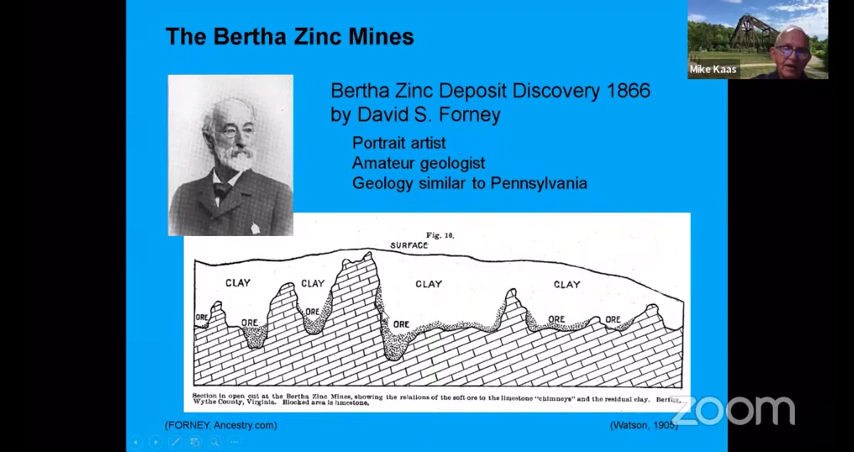 The Bertha Zinc Mines
Mike Kaas
Bertha Zinc Deposit Discovery 1866
by David S. Forney
Portrait artist
Amateur geologist
Geology similar to Pennsylvania
Fig. 10.
SURFACE
CLAY
CLAY
CLAY
CLAY
ORE
ORE
ORE
ORE
ORE
ORE
Section in open cut at the Bertha Zinc Mines, showing the relations of the soft ore to the limestone "chimneys" and the residual clay. Bertha,
Wythe County, Virginia. Blocked area is limestone.
zoom
(FORNEY, Ancestry.com)
(Watson, 1905)